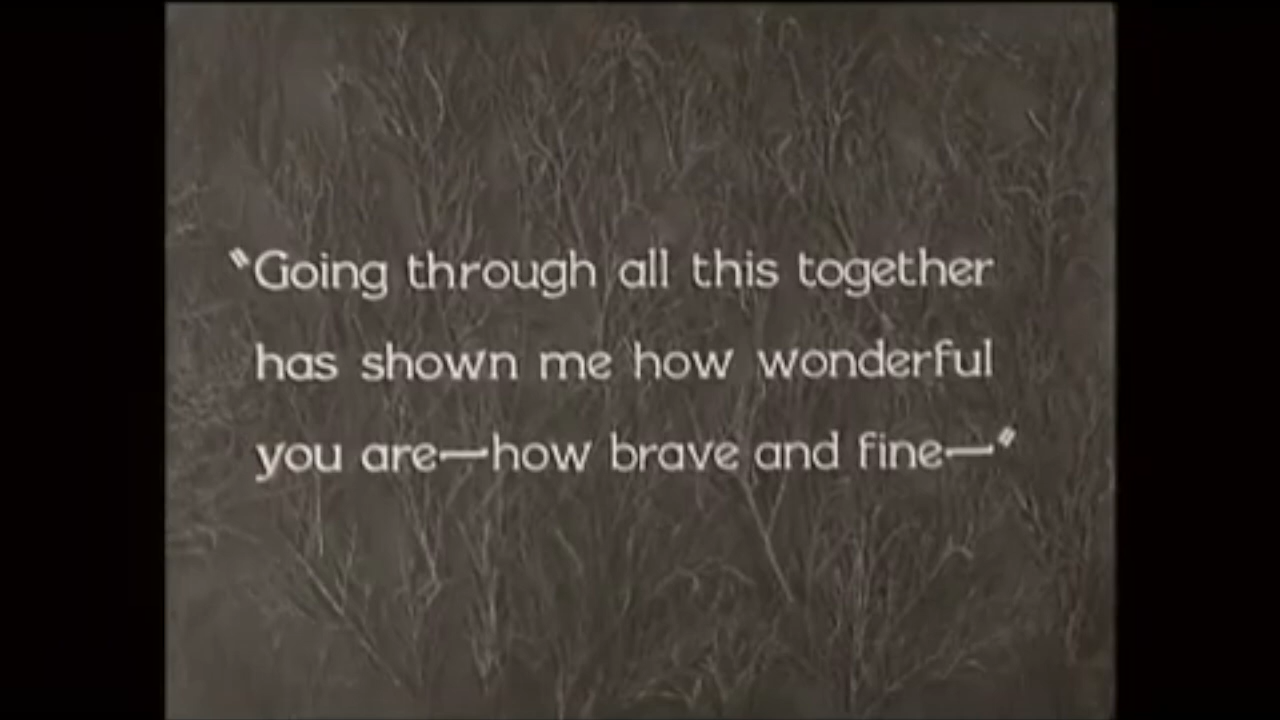 "Going through all this together
has shown me how wonderful
you are—how brave and fine—"